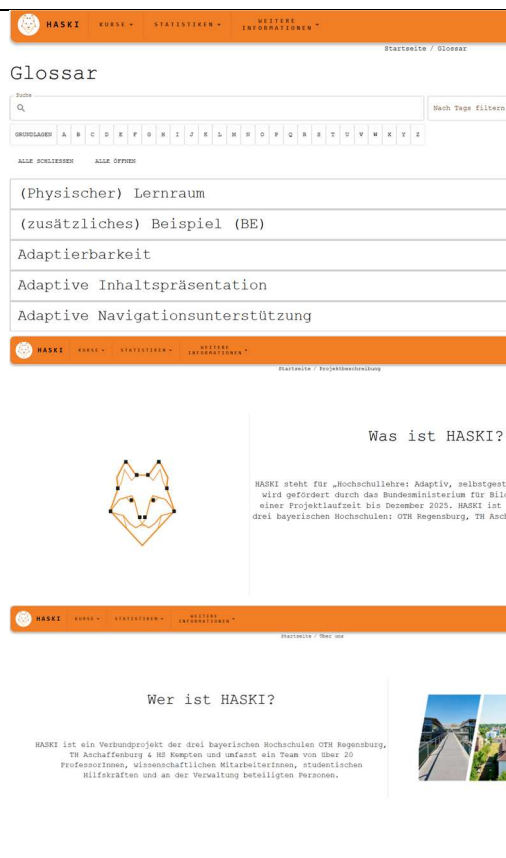 HASKI KURSE STATISTIKEN WEITERE INFORMATIONEN
Startseite / Glossar
Glossar
Suche
Nach Tags filtern
GRUNDLAGEN A B C D E F G H I J K L M N O P Q R S T U V W X Y Z
ALLE SCHLIESSEN ALLE ÖFFNEN
(Physischer) Lernraum
(zusätzliches) Beispiel (BE)
Adaptierbarkeit
Adaptive Inhaltspräsentation
Adaptive Navigationsunterstützung
HASKI KURSE STATISTIKEN WEITERE INFORMATIONEN
Startseite / Projektbeschreibung
Was ist HASKI?
HASKI steht für „Hochschullehre: Adaptiv, selbstgest
wird gefördert durch das Bundesministerium für Bild
einer Projektlaufzeit bis Dezember 2025. HASKI ist
drei bayerischen Hochschulen: OTH Regensburg, TH Asch
HASKI KURSE STATISTIKEN WEITERE INFORMATIONEN
Startseite / Über uns
Wer ist HASKI?
HASKI ist ein Verbundprojekt der drei bayerischen Hochschulen OTH Regensburg,
TH Aschaffenburg & HS Kempten und umfasst ein Team von über 20
ProfessorInnen, wissenschaftlichen MitarbeiterInnen, studentischen
Hilfskräften und an der Verwaltung beteiligten Personen.